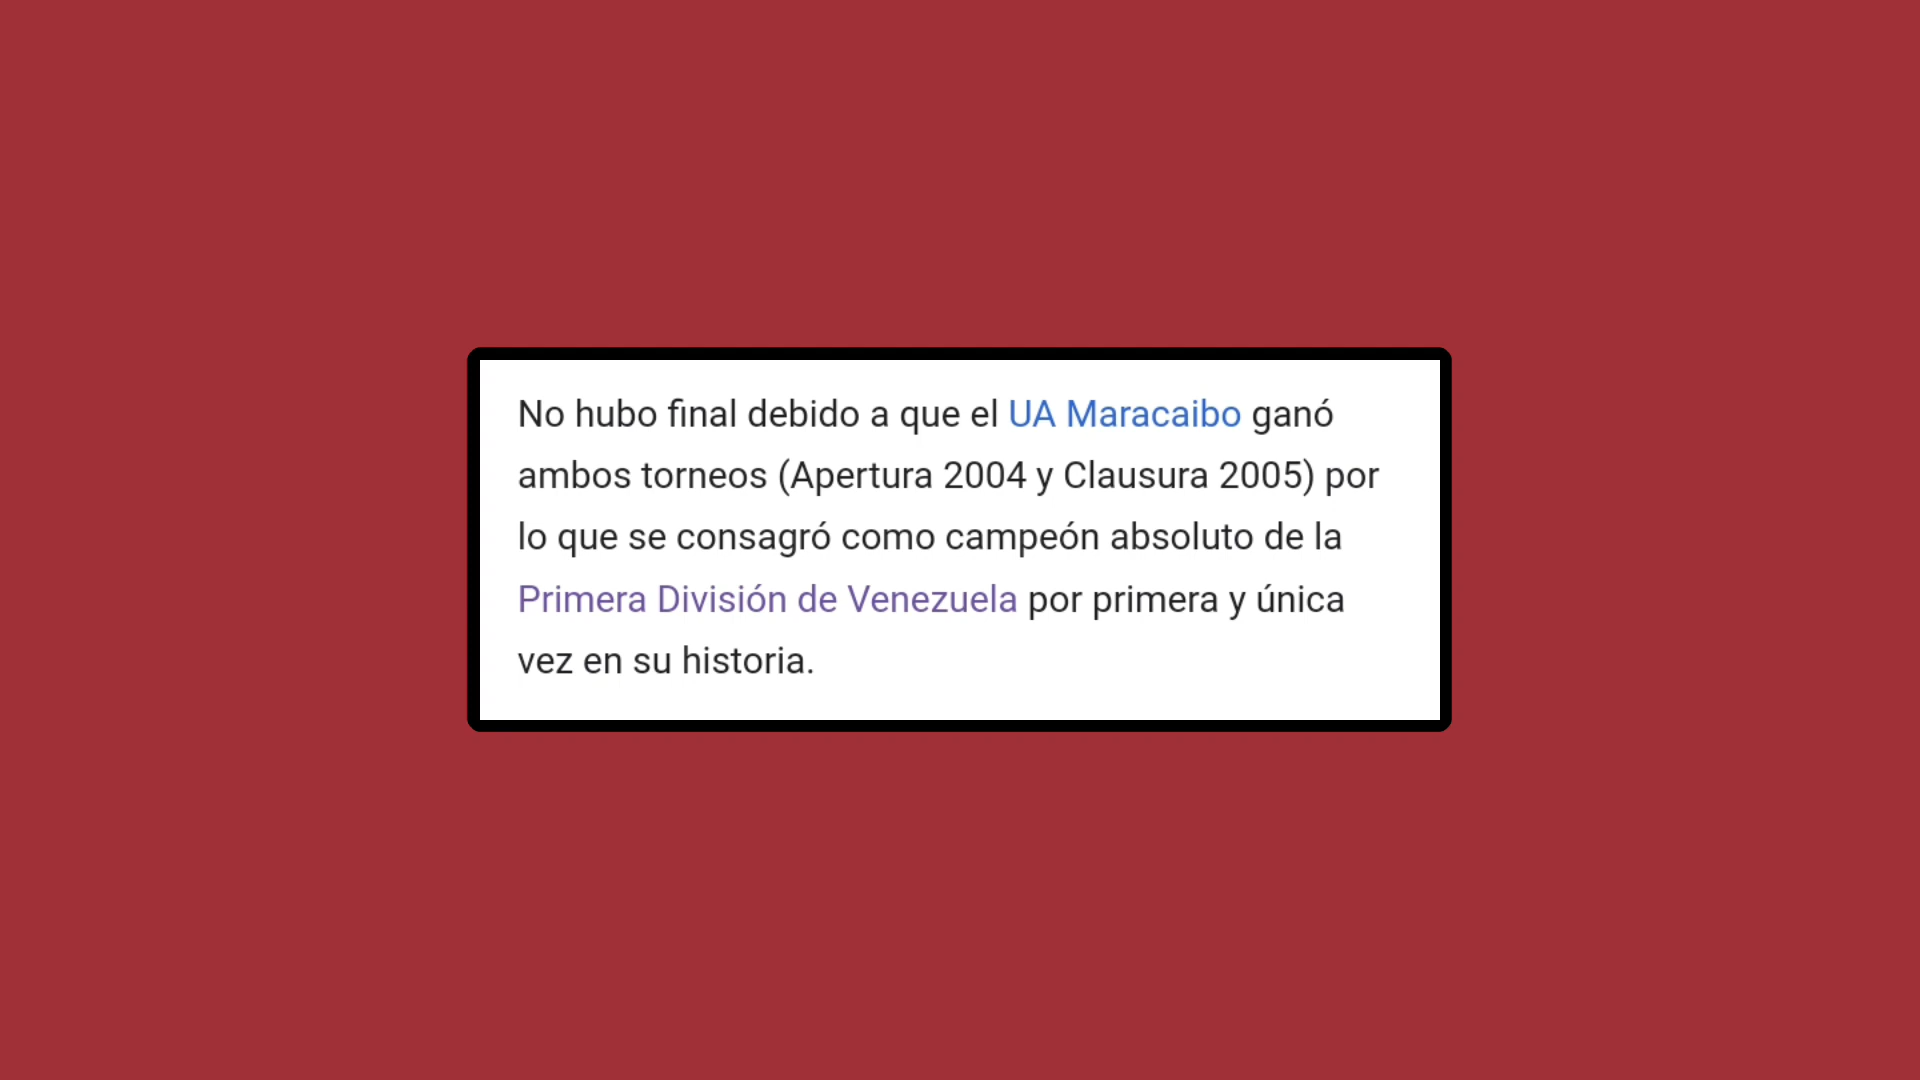 No hubo final debido a que el UA Maracaibo ganó
ambos torneos (Apertura 2004 y Clausura 2005) por
lo que se consagró como campeón absoluto de la
Primera División de Venezuela por primera y única
vez en su historia.